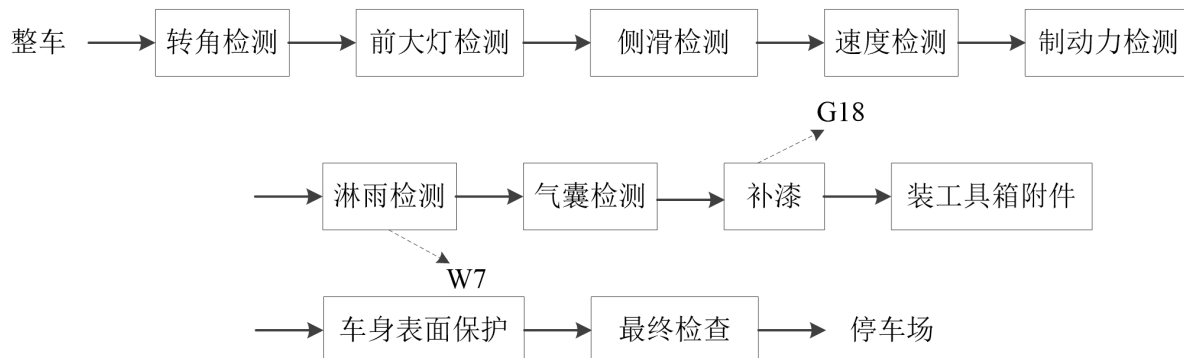 整车 转角检测 前大灯检测 侧滑检测 速度检测 制动力检测
G18
淋雨检测 气囊检测 补漆 装工具箱附件
W7
车身表面保护 最终检查 停车场